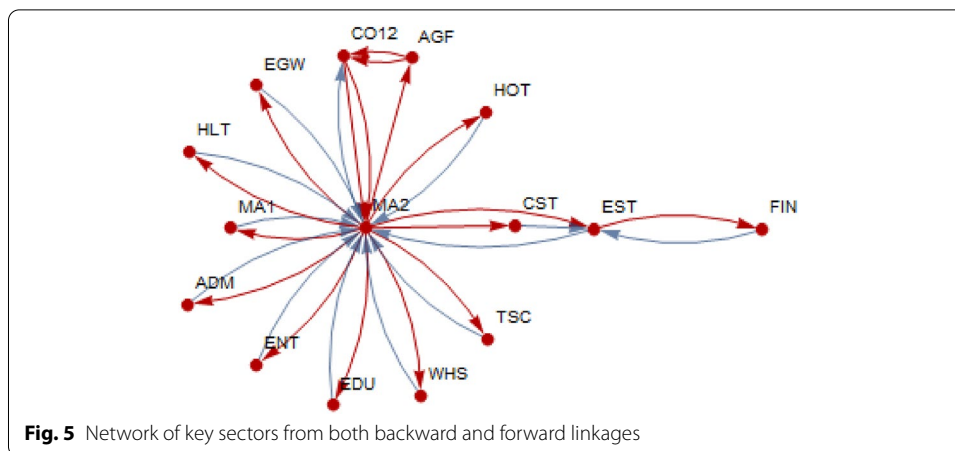 CO12 AGF
EGW
HOT
HLT
MA1 MA2 CST EST FIN
ADM
TSC
ENT
EDU WHS
Fig. 5 Network of key sectors from both backward and forward linkages